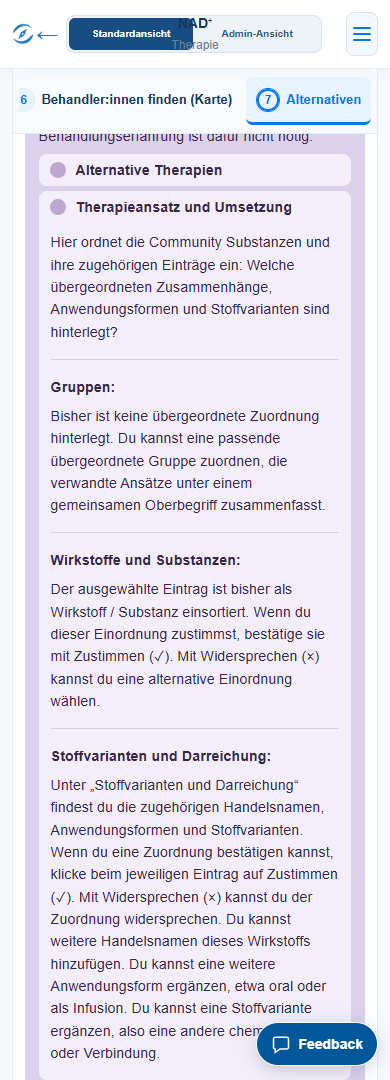 NAD+
Therapie
Standardansicht
Admin-Ansicht
6 Behandler:innen finden (Karte)
7 Alternativen
Behandlungserfahrung ist dafür nicht nötig.
Alternative Therapien
Therapieansatz und Umsetzung
Hier ordnet die Community Substanzen und
ihre zugehörigen Einträge ein: Welche
übergeordneten Zusammenhänge,
Anwendungsformen und Stoffvarianten sind
hinterlegt?
Gruppen:
Bisher ist keine übergeordnete Zuordnung
hinterlegt. Du kannst eine passende
übergeordnete Gruppe zuordnen, die
verwandte Ansätze unter einem
gemeinsamen Oberbegriff zusammenfasst.
Wirkstoffe und Substanzen:
Der ausgewählte Eintrag ist bisher als
Wirkstoff / Substanz einsortiert. Wenn du
dieser Einordnung zustimmst, bestätige sie
mit Zustimmen (✓). Mit Widersprechen (×)
kannst du eine alternative Einordnung
wählen.
Stoffvarianten und Darreichung:
Unter „Stoffvarianten und Darreichung“
findest du die zugehörigen Handelsnamen,
Anwendungsformen und Stoffvarianten.
Wenn du eine Zuordnung bestätigen kannst,
klicke beim jeweiligen Eintrag auf Zustimmen
(✓). Mit Widersprechen (×) kannst du der
Zuordnung widersprechen. Du kannst
weitere Handelsnamen dieses Wirkstoffs
hinzufügen. Du kannst eine weitere
Anwendungsform ergänzen, etwa oral oder
als Infusion. Du kannst eine Stoffvariante
ergänzen, also eine andere
oder Verbindung.
Feedback